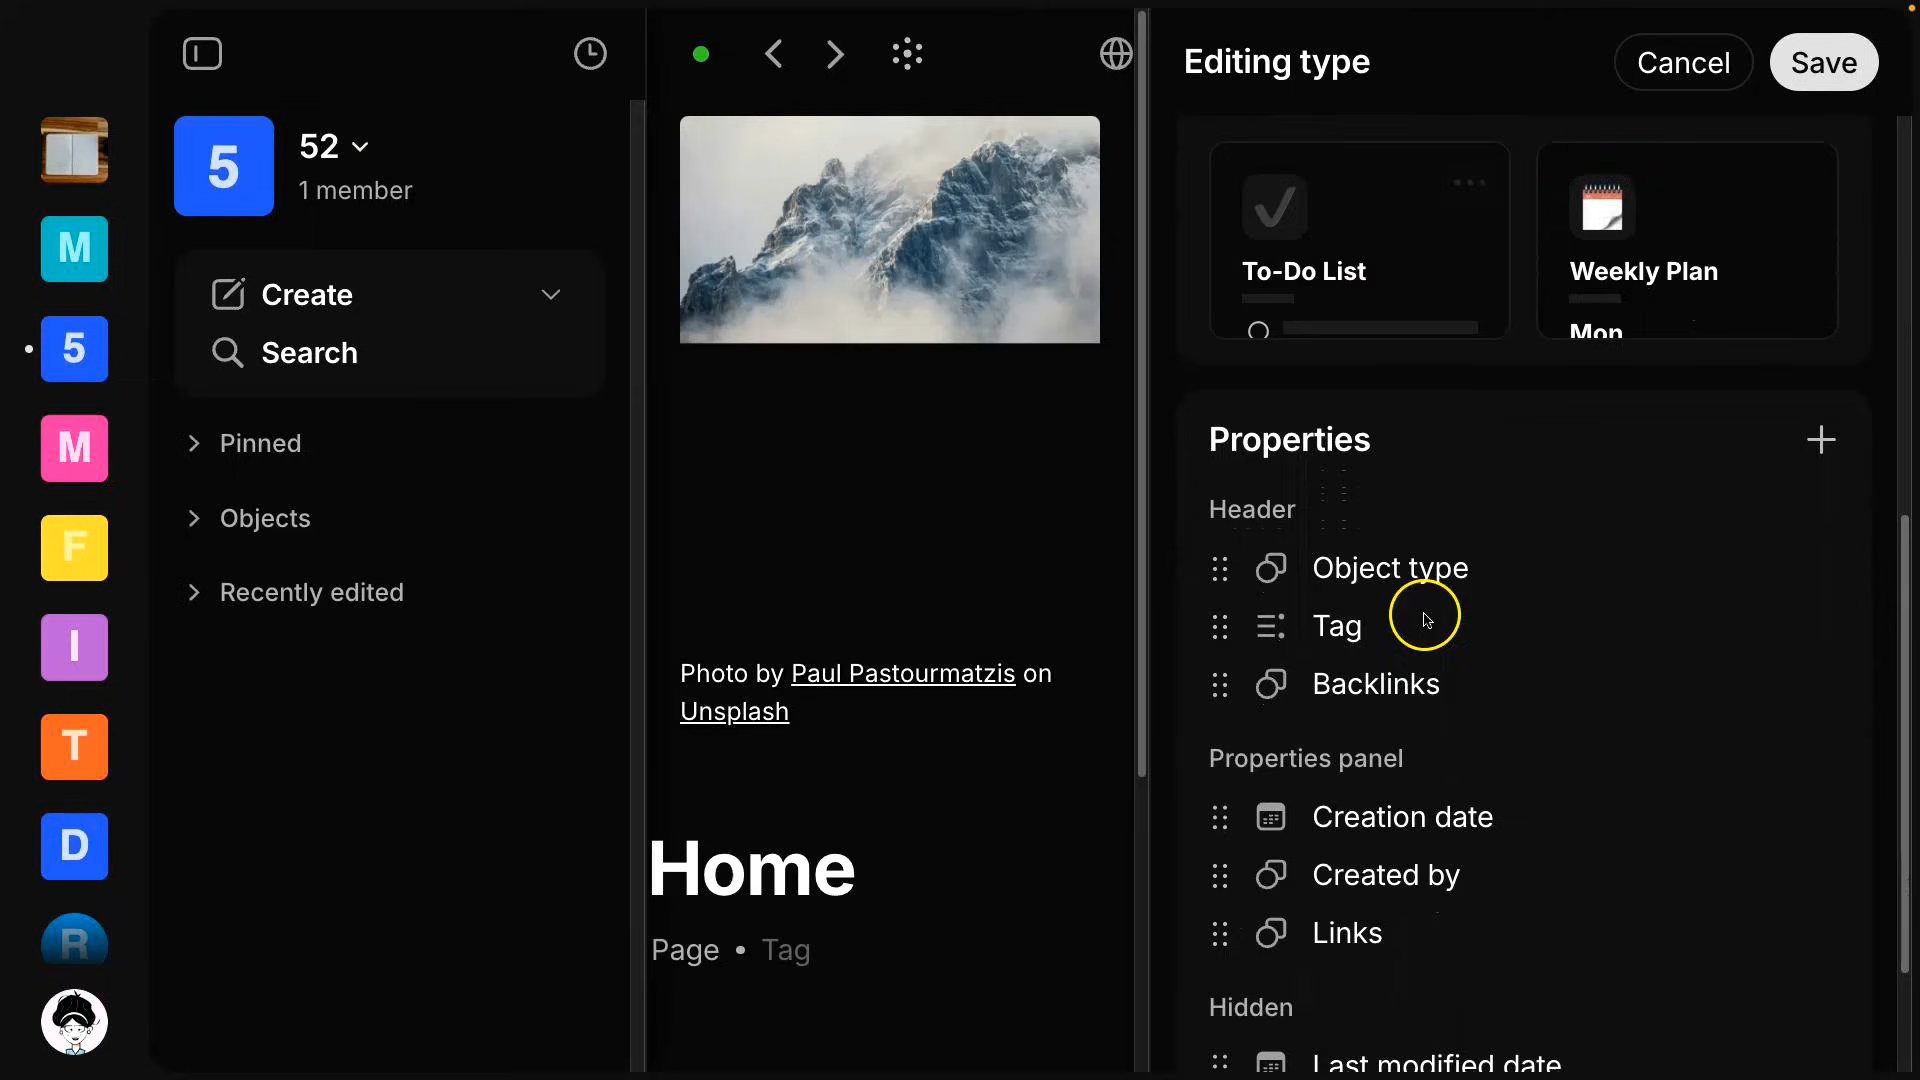 M
5
M
F
I
T
D
R
5
52
1 member
Create
Search
Pinned
Objects
Recently edited
Photo by Paul Pastourmatzis on
Unsplash
Home
Page • Tag
Editing type
Cancel
Save
To-Do List
Weekly Plan
Mon
Properties
Header
Object type
Tag
Backlinks
Properties panel
Creation date
Created by
Links
Hidden
Last modified date